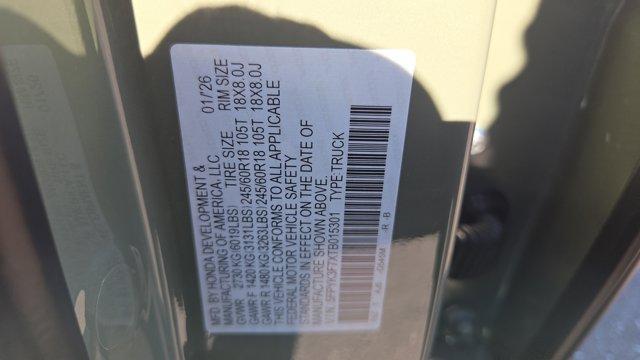 MFD. BY HONDA DEVELOPMENT &
MANUFACTURING OF AMERICA, LLC 01/26
TIRE SIZE RIM SIZE
GVWR 2730 KG(6019LBS)
GAWR F 1420 KG(3131LBS) 245/60R18 105T 18X8.0J
GAWR R 1480 KG(3263LBS) 245/60R18 105T 18X8.0J
THIS VEHICLE CONFORMS TO ALL APPLICABLE
FEDERAL MOTOR VEHICLE SAFETY
STANDARDS IN EFFECT ON THE DATE OF
MANUFACTURE SHOWN ABOVE.
V.I.N. TYPE TRUCK